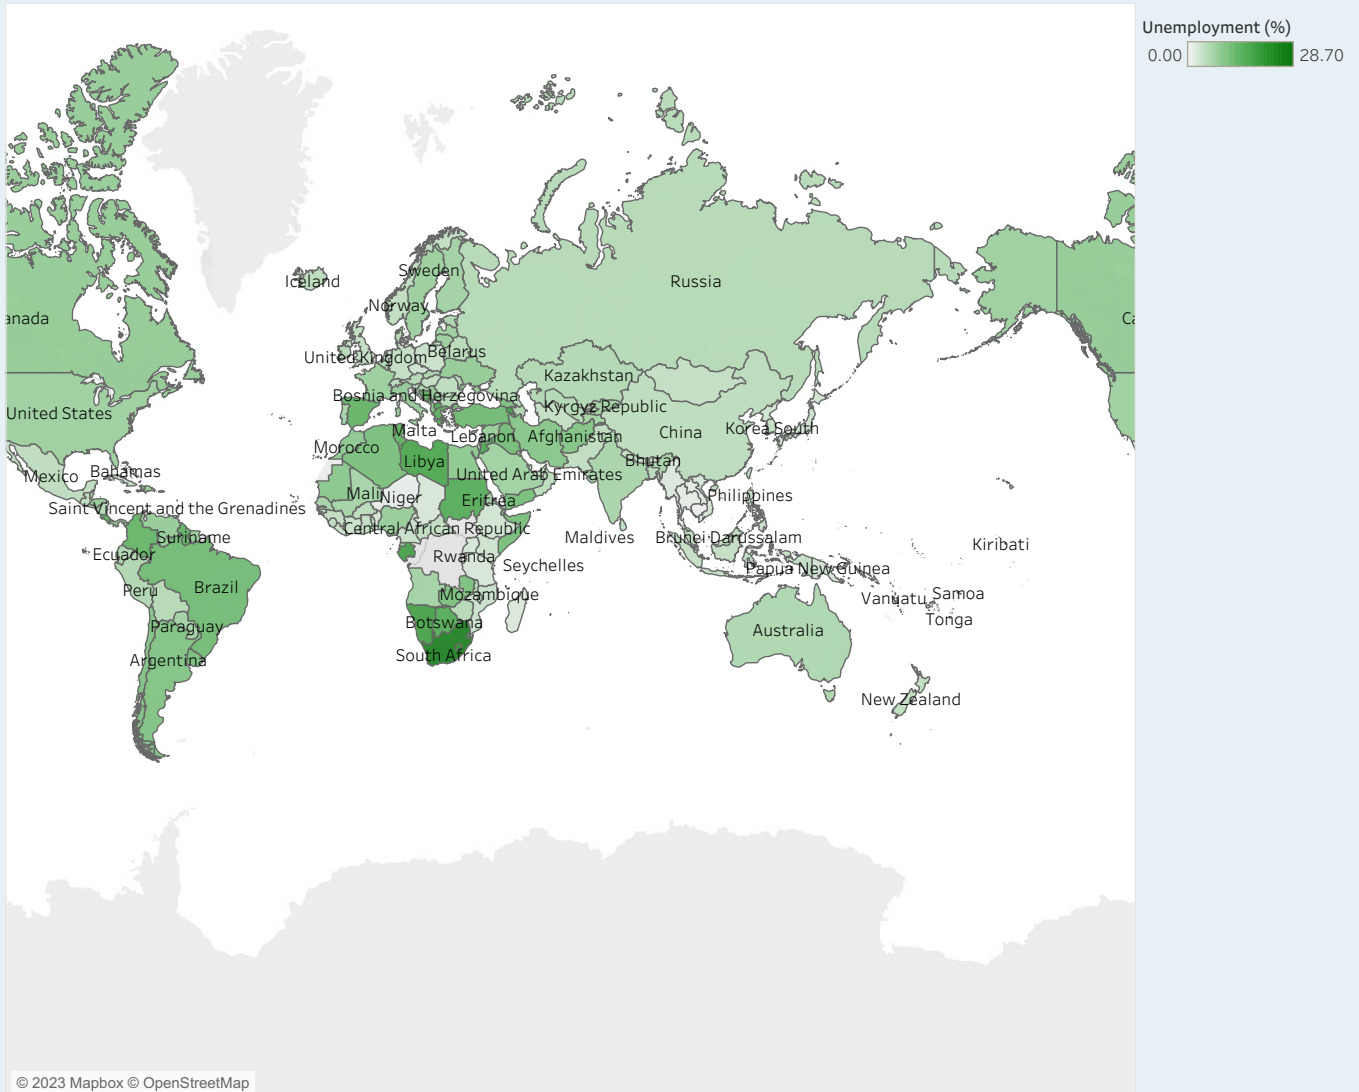 Unemployment (%)
0.00
28.70
Iceland
Sweden
Russia
Norway
anada
Ca
United Kingdom
Belarus
Kazakhstan
Bosnia and Herzegovina
Kyrgyz Republic
United States
Malta
Lebanon
Afghanistan
China
Korea South
Morocco
Libya
Bhutan
Mexico
Bahamas
United Arab Emirates
Mali
Niger
Eritrea
Philippines
Saint Vincent and the Grenadines
Central African Republic
Suriname
Maldives
Brunei Darussalam
Kiribati
Ecuador
Rwanda
Seychelles
Papua New Guinea
Peru
Brazil
Mozambique
Vanuatu
Samoa
Paraguay
Botswana
Tonga
Australia
Argentina
South Africa
New Zealand
© 2023 Mapbox © OpenStreetMap